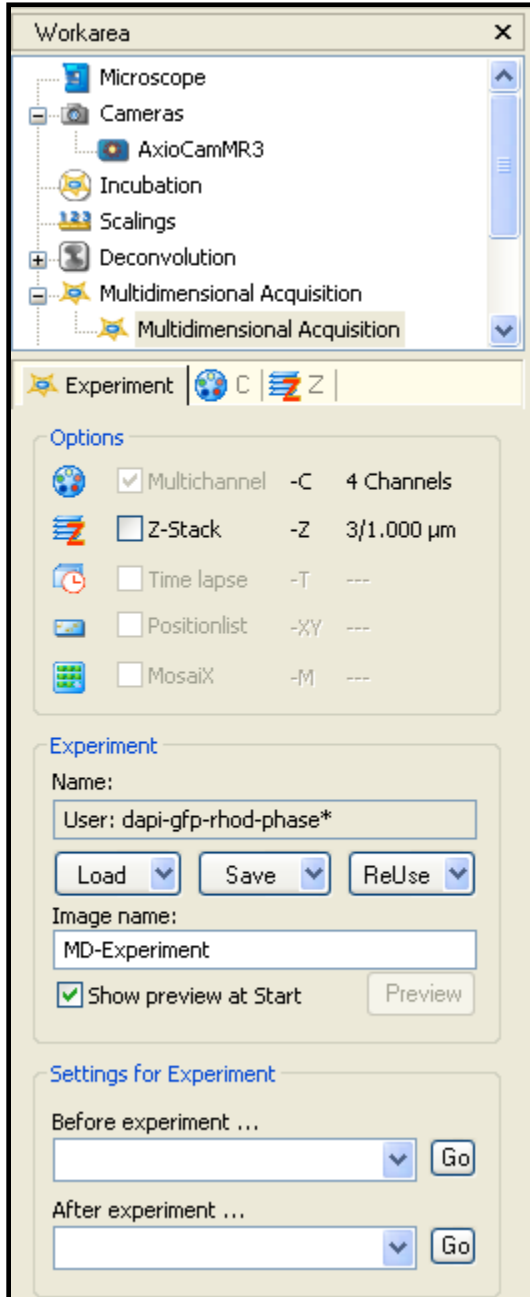 Workarea
Microscope
Cameras
AxioCamMR3
Incubation
123 Scalings
Deconvolution
Multidimensional Acquisition
Multidimensional Acquisition
Experiment C Z Z
Options
Multichannel -C 4 Channels
Z Z-Stack -Z 3/1.000 µm
Time lapse -T ---
Positionlist -XY ---
MosaiX -M ---
Experiment
Name:
User: dapi-gfp-rhod-phase*
Load Save ReUse
Image name:
MD-Experiment
Show preview at Start Preview
Settings for Experiment
Before experiment ...
Go
After experiment ...
Go